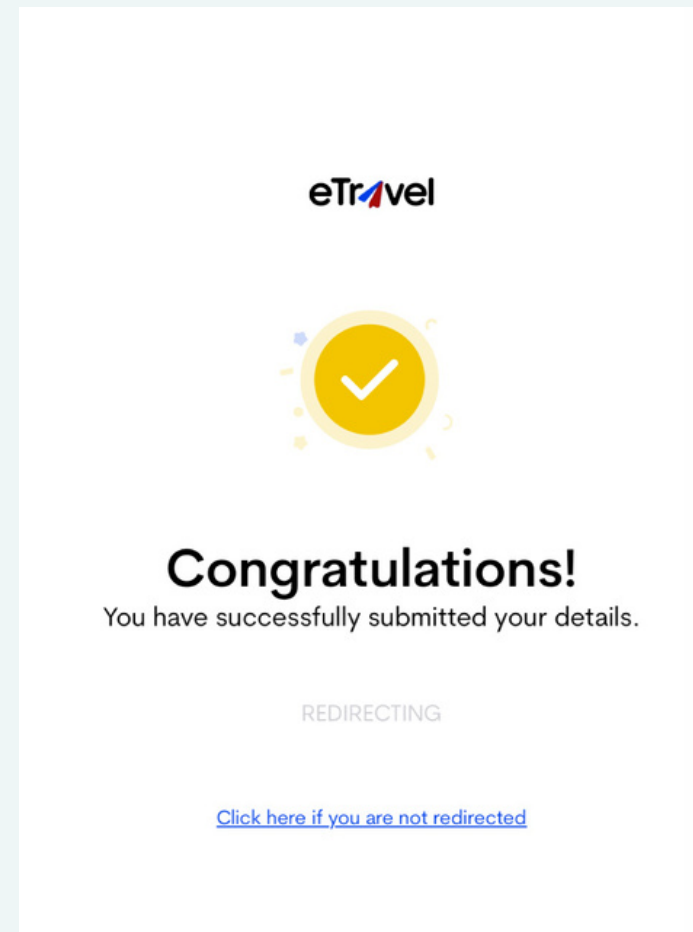 eTravel
Congratulations!
You have successfully submitted your details.
REDIRECTING
Click here if you are not redirected